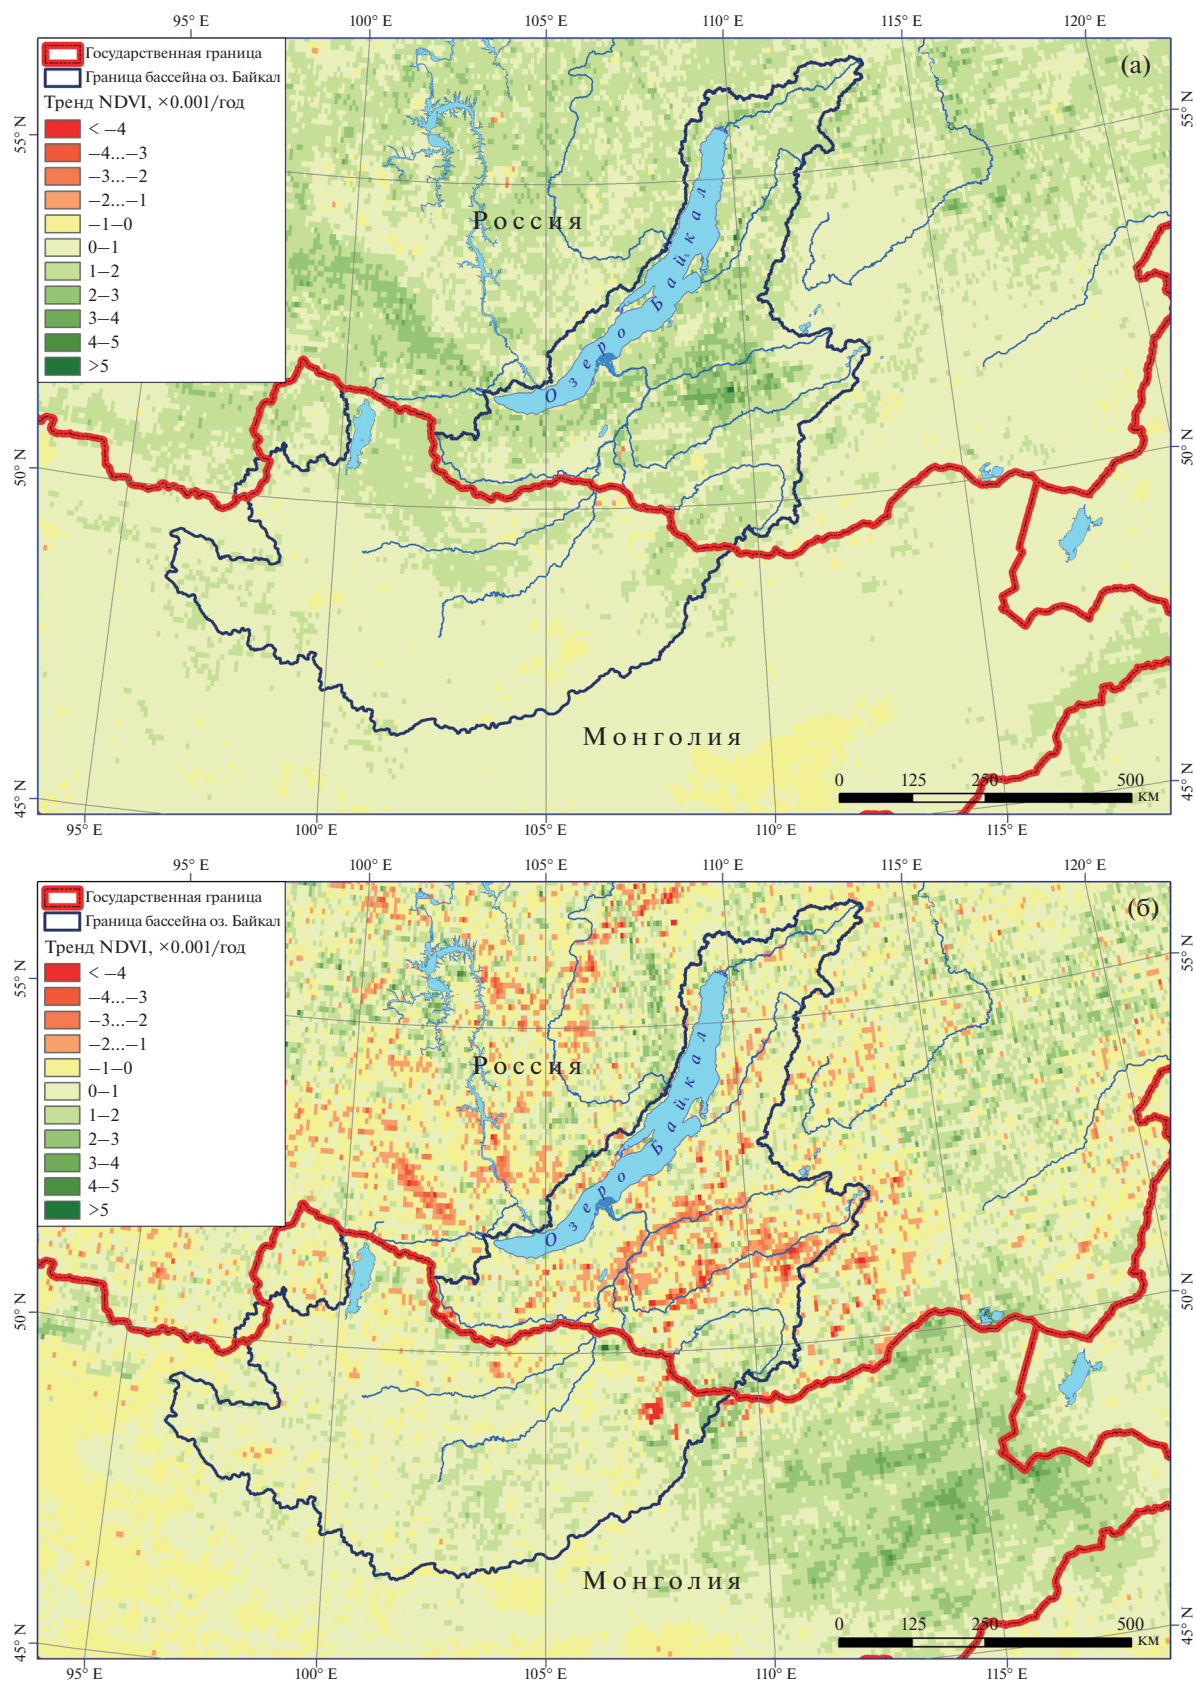 95° E 100° E 105° E 110° E 115° E 120° E
(а)
Государственная граница
Граница бассейна оз. Байкал
Тренд NDVI, ×0.001/год
< −4
−4...−3
−3...−2
−2...−1
−1−0
0−1
1−2
2−3
3−4
4−5
>5
55° N
55° N
Россия
Озеро Байкал
50° N
50° N
Монголия
0 125 250 500
км
45° N
45° N
95° E 100° E 105° E 110° E 115° E
95° E 100° E 105° E 110° E 115° E 120° E
(б)
Государственная граница
Граница бассейна оз. Байкал
Тренд NDVI, ×0.001/год
< −4
−4...−3
−3...−2
−2...−1
−1−0
0−1
1−2
2−3
3−4
4−5
>5
55° N
55° N
Россия
Озеро Байкал
50° N
50° N
Монголия
0 125 250 500
км
45° N
45° N
95° E 100° E 105° E 110° E 115° E